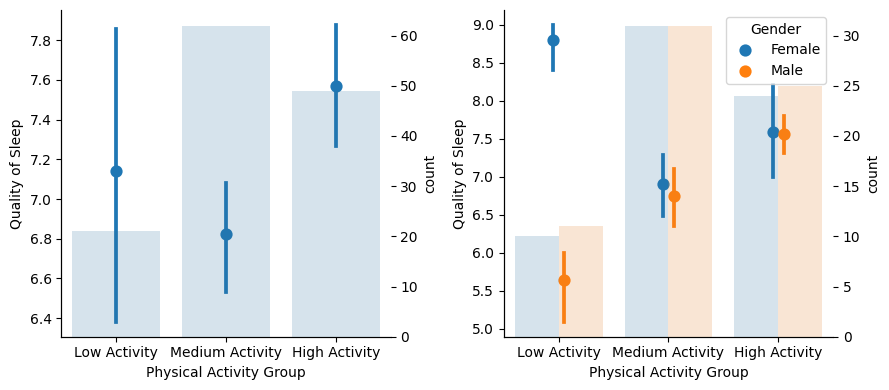 7.8
7.6
7.4
7.2
7.0
6.8
6.6
6.4
Quality of Sleep
60
50
40
30
20
10
0
count
Low Activity Medium Activity High Activity
Physical Activity Group
9.0
8.5
8.0
7.5
7.0
6.5
6.0
5.5
5.0
Quality of Sleep
Gender
Female
Male
30
25
20
15
10
5
0
count
Low Activity Medium Activity High Activity
Physical Activity Group